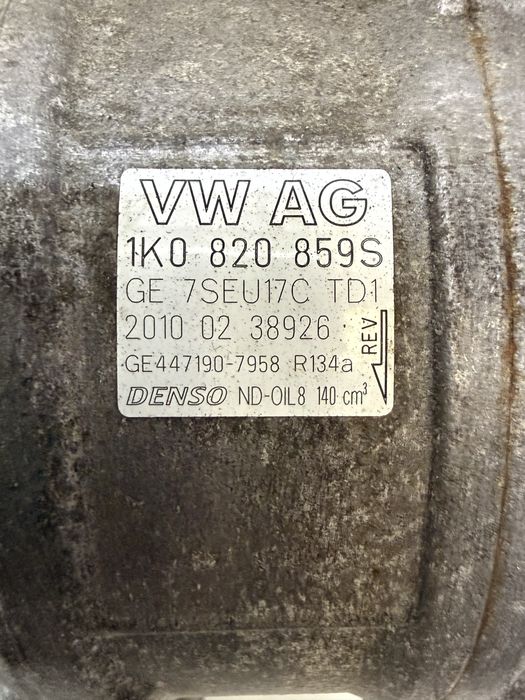 VW AG
1K0 820 859S
GE 7SEU17C TD1
2010 02 38926
REV
GE447190-7958 R134a
DENSO ND-OIL8 140 cm³